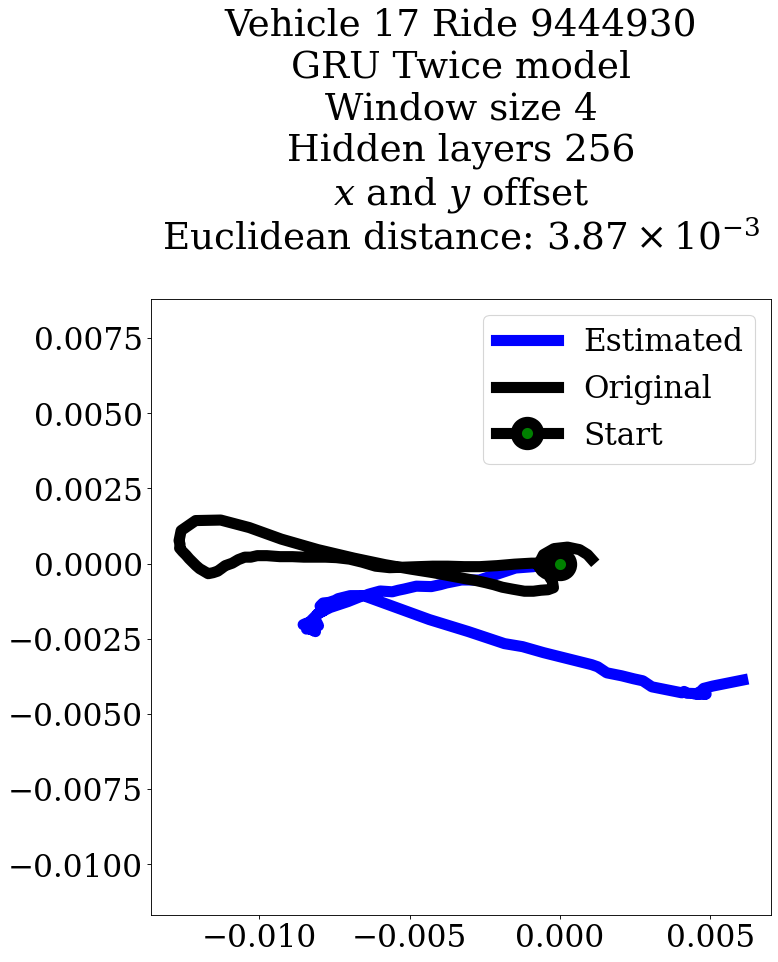 Vehicle 17 Ride 9444930
GRU Twice model
Window size 4
Hidden layers 256
x and y offset
Euclidean distance: 3.87 × 10⁻³
Estimated
Original
Start
0.0075
0.0050
0.0025
0.0000
−0.0025
−0.0050
−0.0075
−0.0100
−0.010 −0.005 0.000 0.005